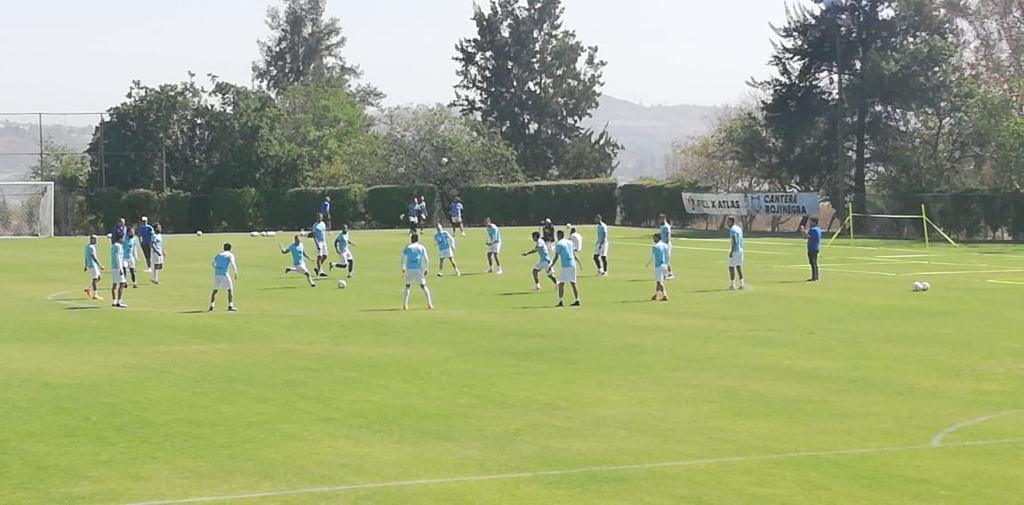 FIEL X ATLAS
CANTERA
ROJINEGRA